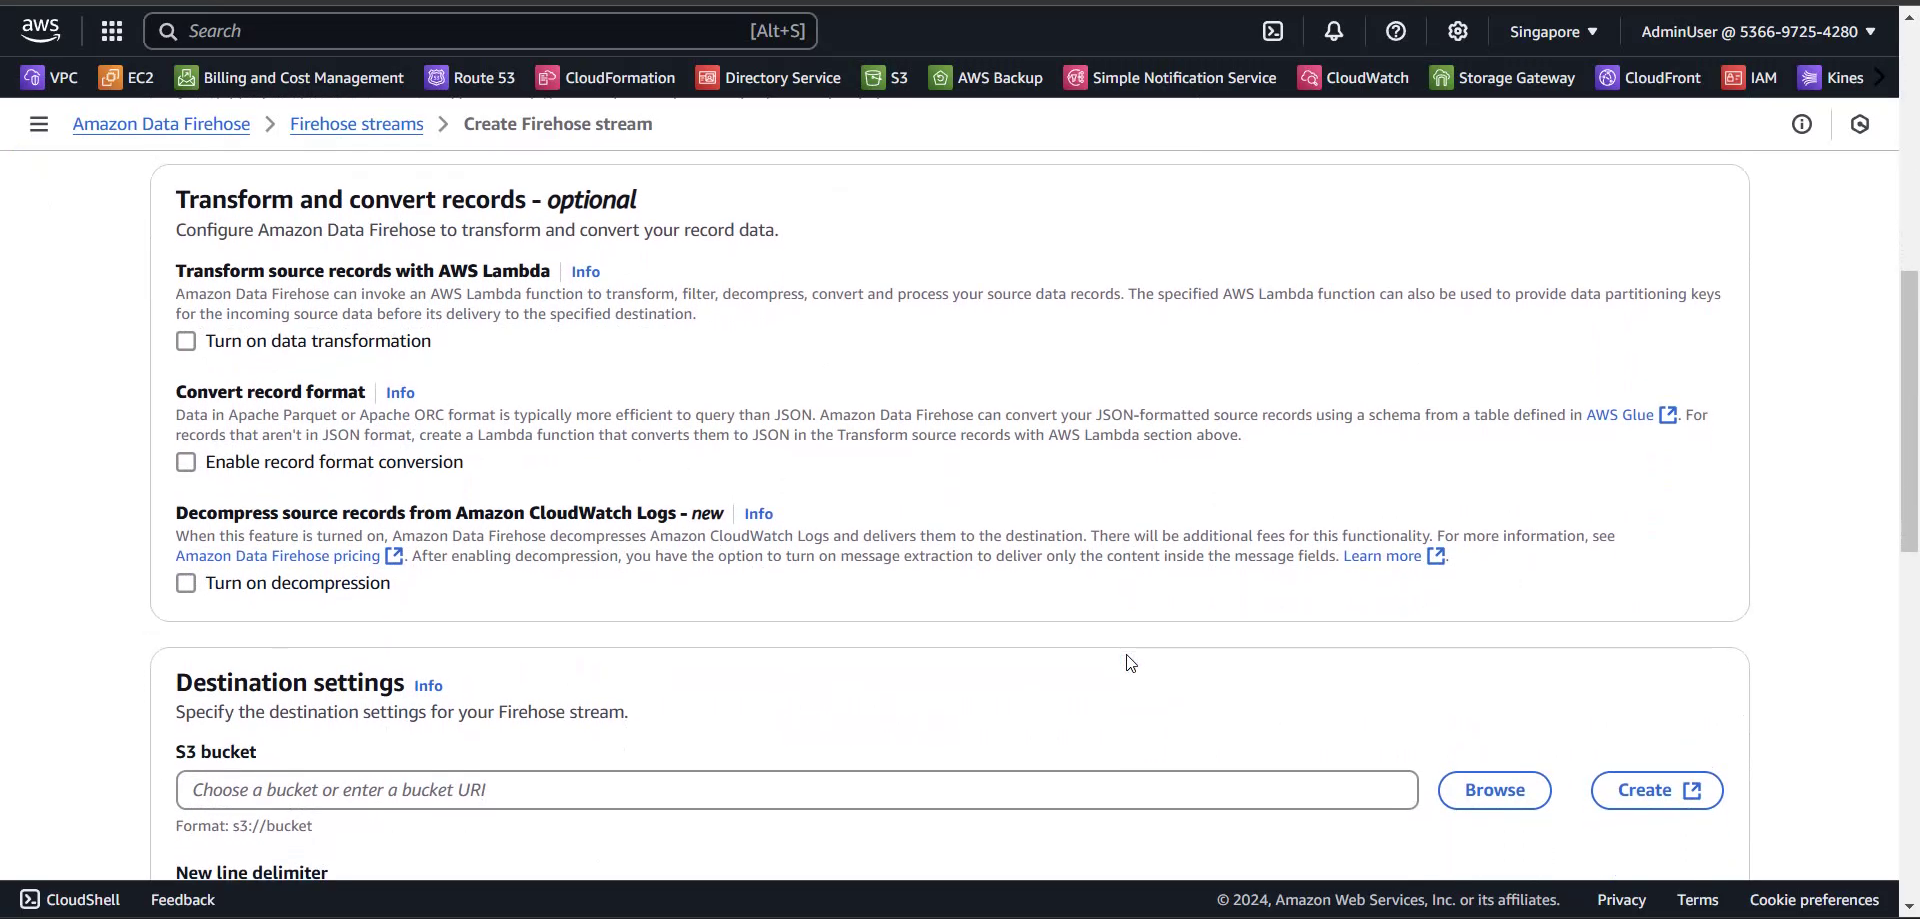 aws
Search [Alt+S] Singapore AdminUser @ 5366-9725-4280
VPC EC2 Billing and Cost Management Route 53 CloudFormation Directory Service S3 AWS Backup Simple Notification Service CloudWatch Storage Gateway CloudFront IAM Kines
Amazon Data Firehose > Firehose streams > Create Firehose stream
Transform and convert records - optional
Configure Amazon Data Firehose to transform and convert your record data.
Transform source records with AWS Lambda Info
Amazon Data Firehose can invoke an AWS Lambda function to transform, filter, decompress, convert and process your source data records. The specified AWS Lambda function can also be used to provide data partitioning keys
for the incoming source data before its delivery to the specified destination.
Turn on data transformation
Convert record format Info
Data in Apache Parquet or Apache ORC format is typically more efficient to query than JSON. Amazon Data Firehose can convert your JSON-formatted source records using a schema from a table defined in AWS Glue. For
records that aren't in JSON format, create a Lambda function that converts them to JSON in the Transform source records with AWS Lambda section above.
Enable record format conversion
Decompress source records from Amazon CloudWatch Logs - new Info
When this feature is turned on, Amazon Data Firehose decompresses Amazon CloudWatch Logs and delivers them to the destination. There will be additional fees for this functionality. For more information, see
Amazon Data Firehose pricing. After enabling decompression, you have the option to turn on message extraction to deliver only the content inside the message fields. Learn more.
Turn on decompression
Destination settings Info
Specify the destination settings for your Firehose stream.
S3 bucket
Choose a bucket or enter a bucket URI Browse Create
Format: s3://bucket
New line delimiter
CloudShell Feedback © 2024, Amazon Web Services, Inc. or its affiliates. Privacy Terms Cookie preferences